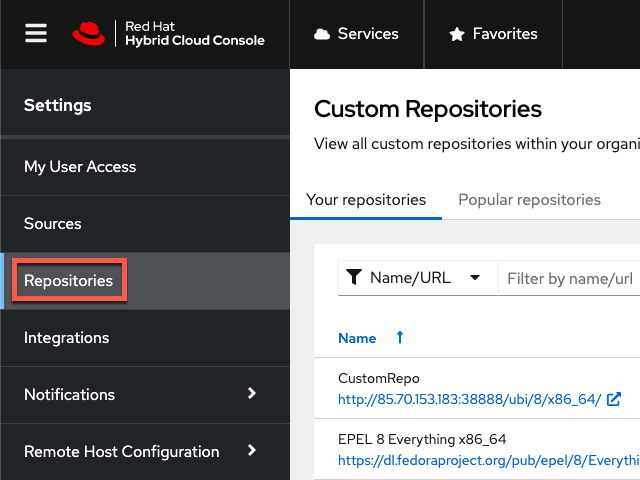 Red Hat
Hybrid Cloud Console
Services
Favorites
Settings
My User Access
Sources
Repositories
Integrations
Notifications
Remote Host Configuration
Custom Repositories
View all custom repositories within your organi
Your repositories
Popular repositories
Name/URL
Filter by name/url
Name
CustomRepo
http://85.70.153.183:38888/ubi/8/x86_64/
EPEL 8 Everything x86_64
https://dl.fedoraproject.org/pub/epel/8/Everythi